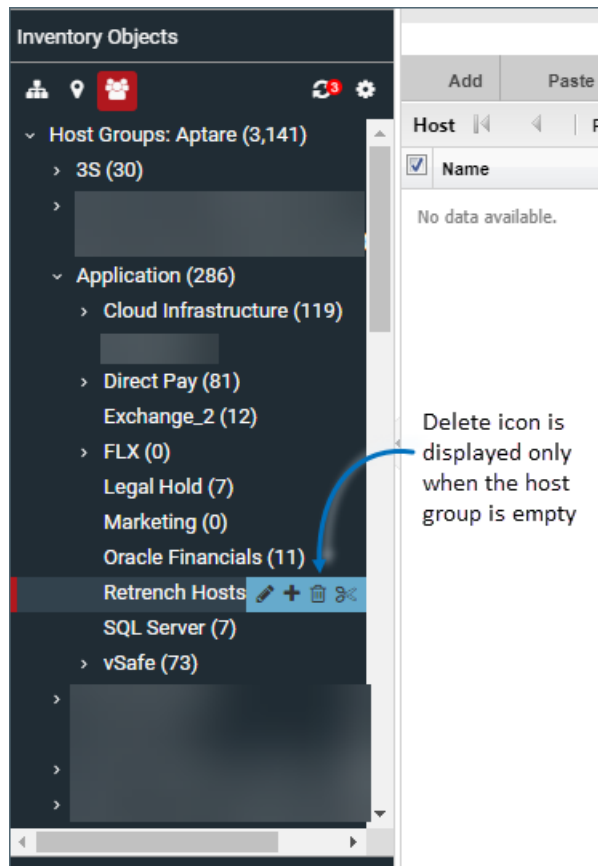 Inventory Objects
3
Host Groups: Aptare (3,141)
3S (30)
Application (286)
Cloud Infrastructure (119)
Direct Pay (81)
Exchange_2 (12)
FLX (0)
Legal Hold (7)
Marketing (0)
Oracle Financials (11)
Retrench Hosts
SQL Server (7)
vSafe (73)
Add Paste
Host
Name
No data available.
Delete icon is
displayed only
when the host
group is empty